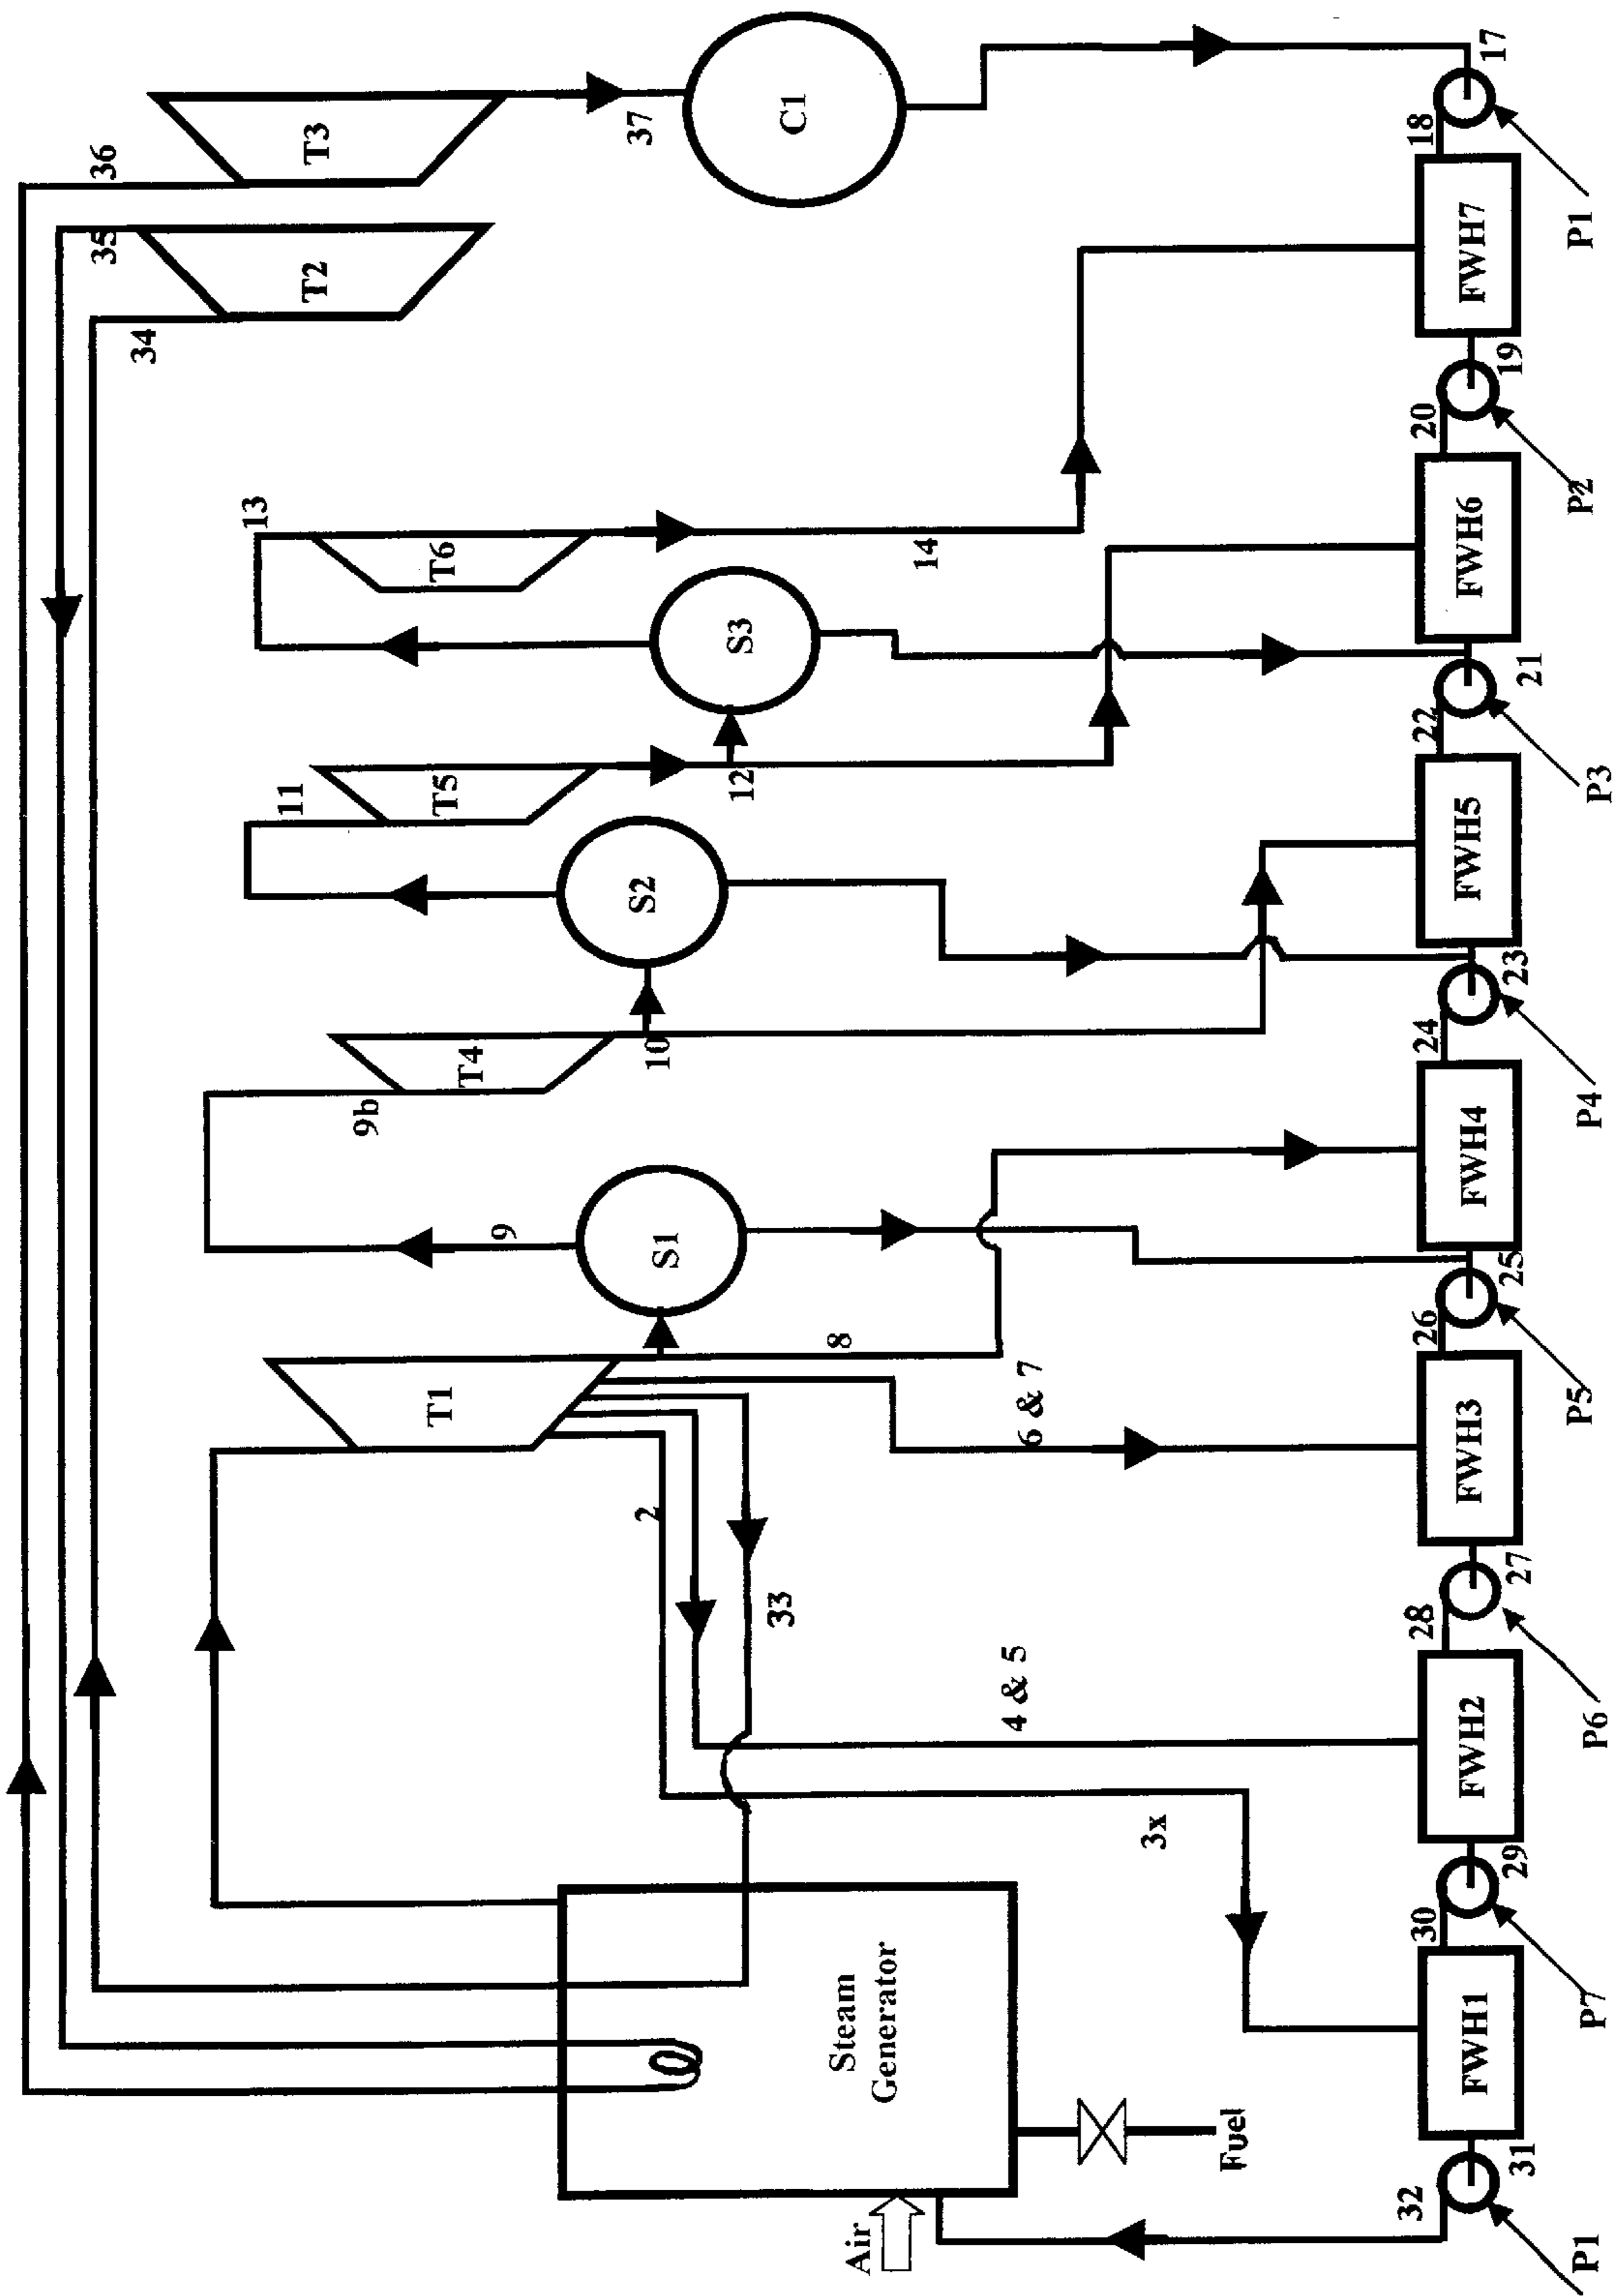 36
T3
37
C1
35
T2
34
13
T6
14
S3
11
T5
12
S2
9b
T4
10
9
S1
T1
8
6 & 7
2
33
4 & 5
3x
Steam
Generator
Air
Fuel
17
18
P1
FWH7
19
20
P2
FWH6
21
22
P3
FWH5
23
24
P4
FWH4
25
26
P5
FWH3
27
28
P6
FWH2
29
30
P7
FWH1
31
32
P1